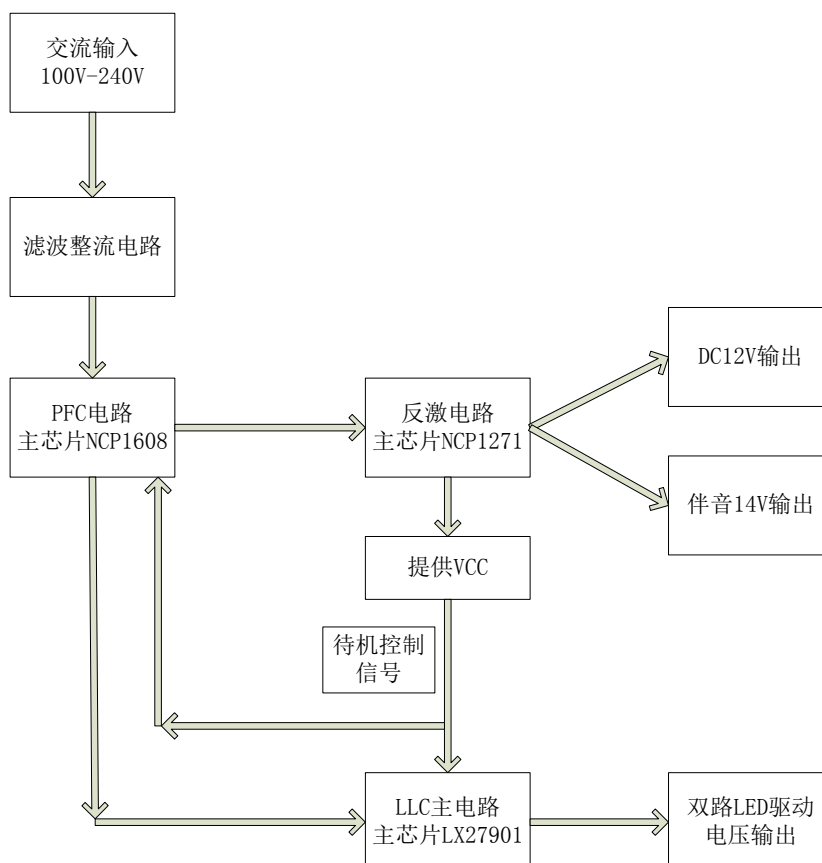 交流输入
100V-240V
滤波整流电路
PFC电路
主芯片NCP1608
反激电路
主芯片NCP1271
DC12V输出
伴音14V输出
提供VCC
待机控制
信号
LLC主电路
主芯片LX27901
双路LED驱动
电压输出